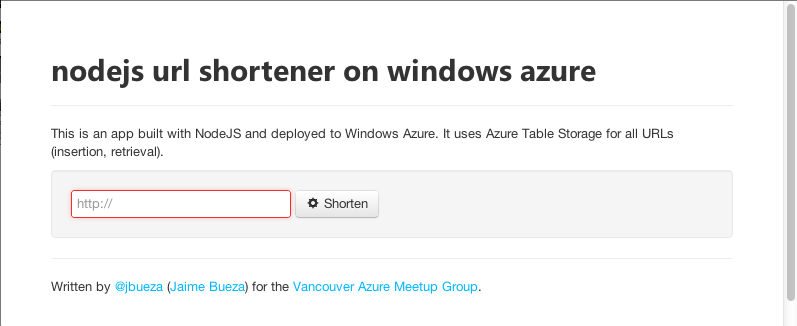 nodejs url shortener on windows azure
This is an app built with NodeJS and deployed to Windows Azure. It uses Azure Table Storage for all URLs
(insertion, retrieval).
http:// Shorten
Written by @jbueza (Jaime Bueza) for the Vancouver Azure Meetup Group.